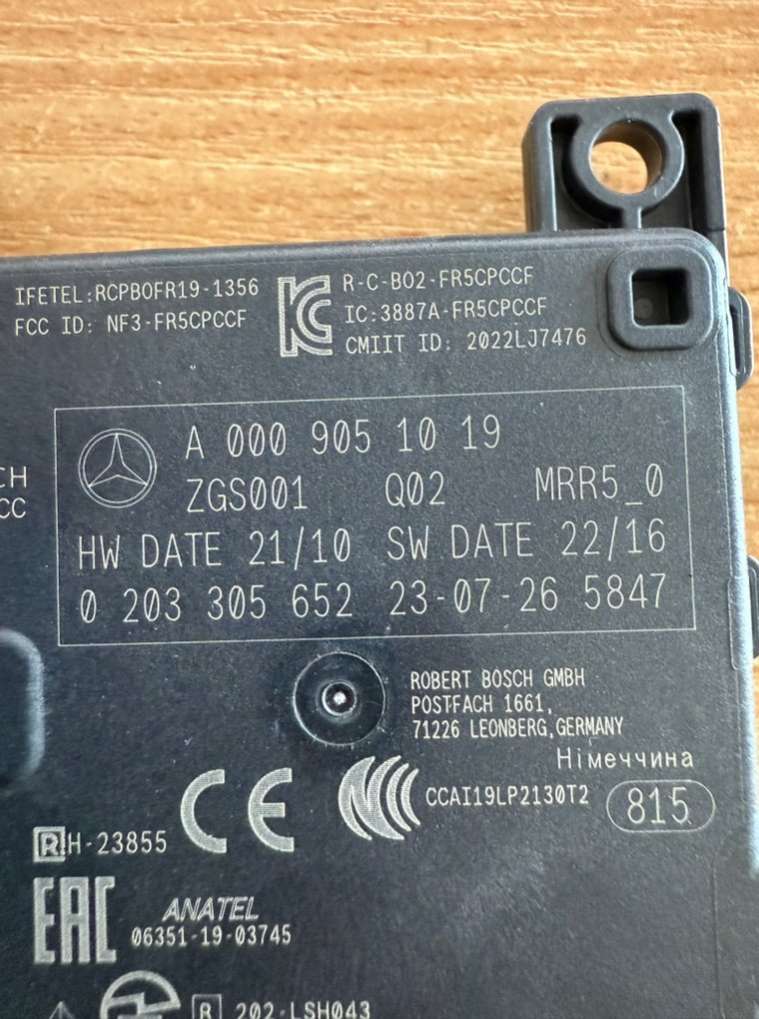 IFETEL:RCPBOFR19-1356
FCC ID: NF3-FR5CPCCF
R-C-BO2-FR5CPCCF
IC:3887A-FR5CPCCF
CMIIT ID: 2022LJ7476
A 000 905 10 19
ZGS001 Q02 MRR5_0
HW DATE 21/10 SW DATE 22/16
0 203 305 652 23-07-26 5847
ROBERT BOSCH GMBH
POSTFACH 1661,
71226 LEONBERG,GERMANY
Німеччина
CCAI19LP2130T2
815
R H-23855
CE
EAC
ANATEL
06351-19-03745
R 202-LSH043